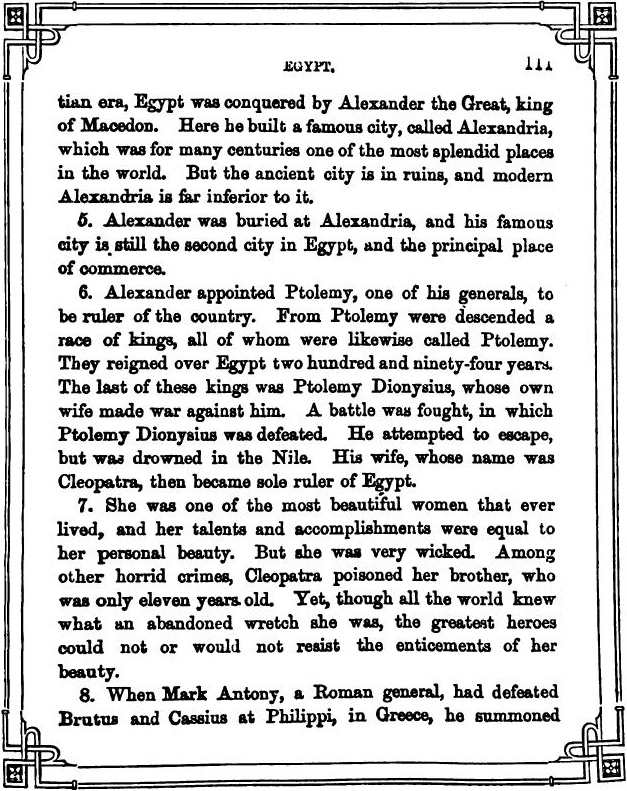 EGYPT. 111
tian era, Egypt was conquered by Alexander the Great, king
of Macedon. Here he built a famous city, called Alexandria,
which was for many centuries one of the most splendid places
in the world. But the ancient city is in ruins, and modern
Alexandria is far inferior to it.
5. Alexander was buried at Alexandria, and his famous
city is still the second city in Egypt, and the principal place
of commerce.
6. Alexander appointed Ptolemy, one of his generals, to
be ruler of the country. From Ptolemy were descended a
race of kings, all of whom were likewise called Ptolemy.
They reigned over Egypt two hundred and ninety-four years.
The last of these kings was Ptolemy Dionysius, whose own
wife made war against him. A battle was fought, in which
Ptolemy Dionysius was defeated. He attempted to escape,
but was drowned in the Nile. His wife, whose name was
Cleopatra, then became sole ruler of Egypt.
7. She was one of the most beautiful women that ever
lived, and her talents and accomplishments were equal to
her personal beauty. But she was very wicked. Among
other horrid crimes, Cleopatra poisoned her brother, who
was only eleven years old. Yet, though all the world knew
what an abandoned wretch she was, the greatest heroes
could not or would not resist the enticements of her
beauty.
8. When Mark Antony, a Roman general, had defeated
Brutus and Cassius at Philippi, in Greece, he summoned